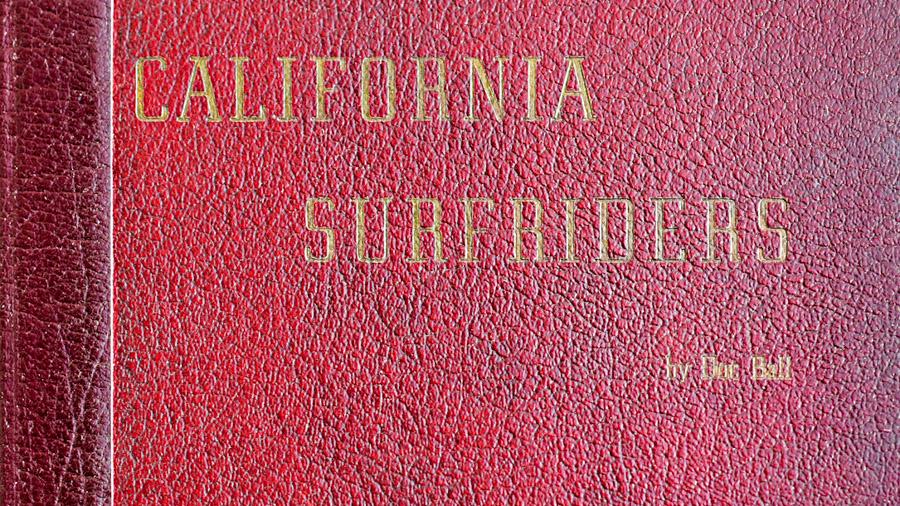 CALIFORNIA
SURFRIDERS
by Doc Ball